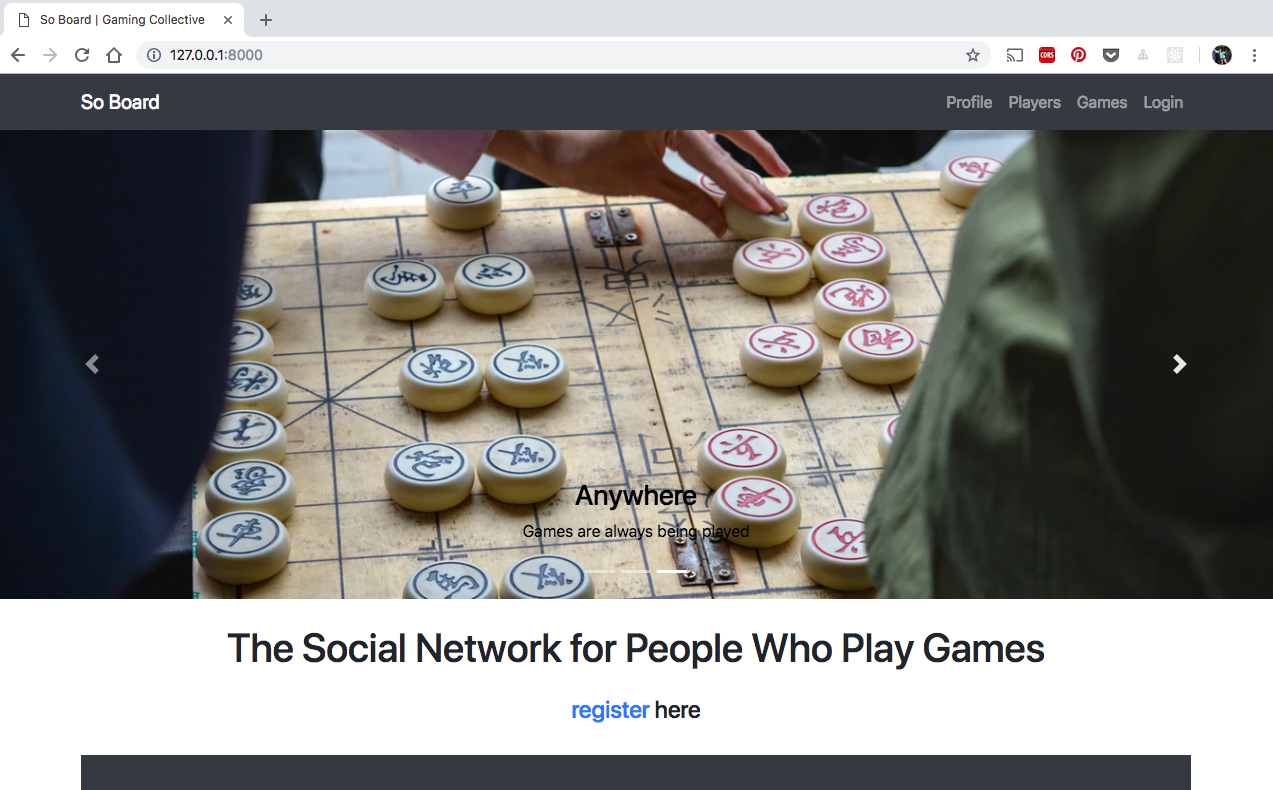 So Board | Gaming Collective
127.0.0.1:8000
CORS
So Board
Profile Players Games Login
Anywhere
Games are always being played
The Social Network for People Who Play Games
register here